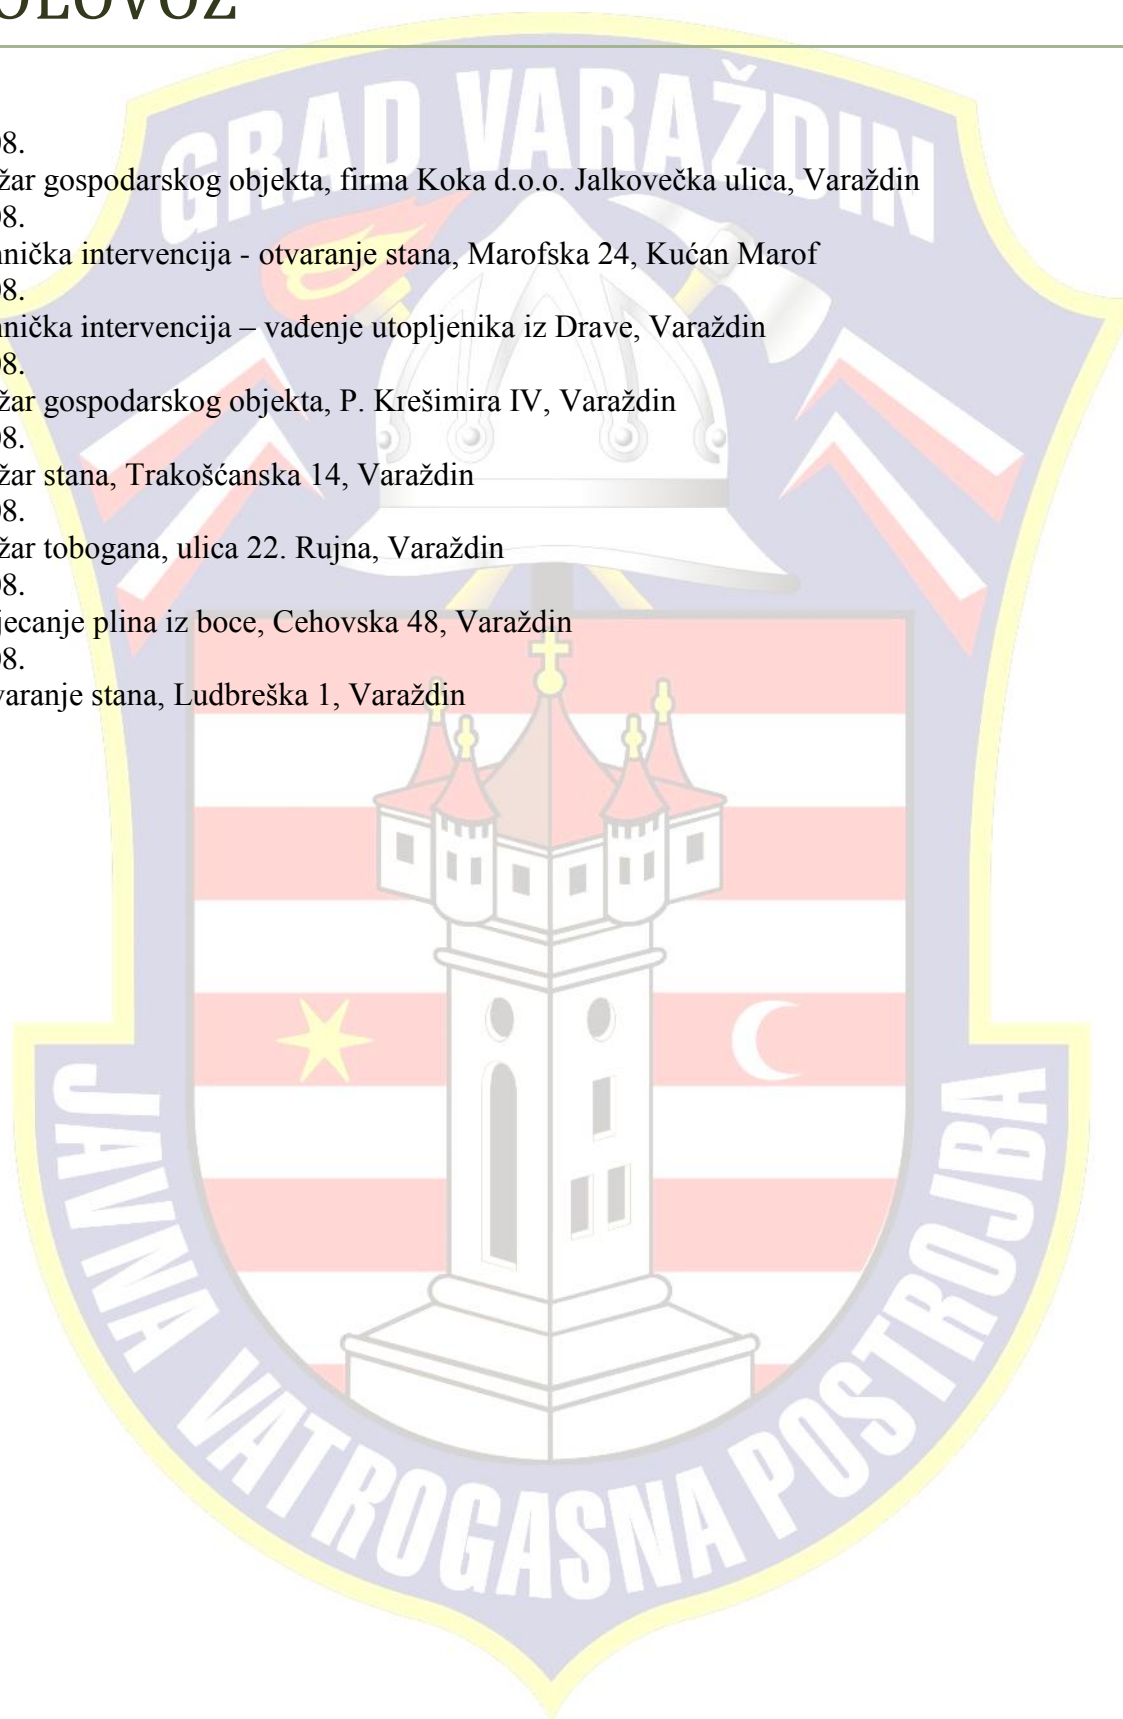 OLOVOZ
GRAD VARAŽDIN
08.
žar gospodarskog objekta, firma Koka d.o.o. Jalkovečka ulica, Varaždin
08.
hnička intervencija - otvaranje stana, Marofska 24, Kućan Marof
08.
hnička intervencija – vađenje utopljenika iz Drave, Varaždin
08.
žar gospodarskog objekta, P. Krešimira IV, Varaždin
08.
žar stana, Trakošćanska 14, Varaždin
08.
žar tobogana, ulica 22. Rujna, Varaždin
08.
jecanje plina iz boce, Cehovska 48, Varaždin
08.
varanje stana, Ludbreška 1, Varaždin
JAVNA VATROGASNA POSTROJBA